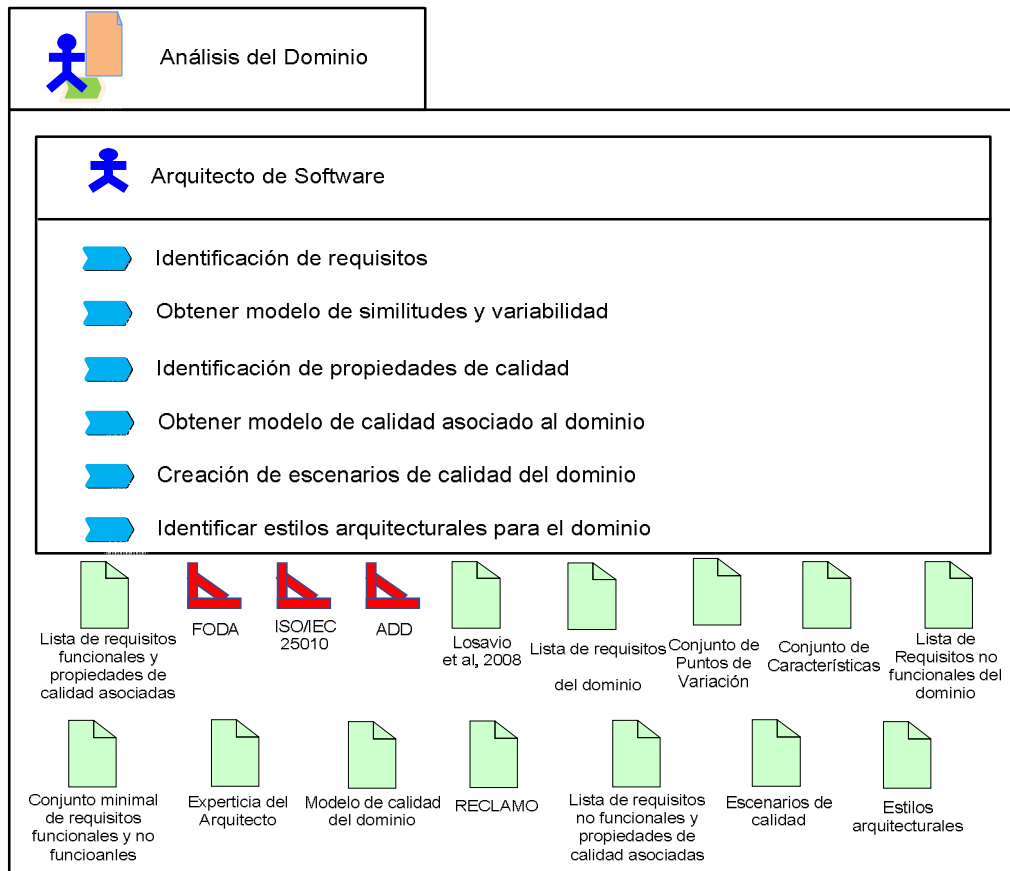 Análisis del Dominio
Arquitecto de Software
Identificación de requisitos
Obtener modelo de similitudes y variabilidad
Identificación de propiedades de calidad
Obtener modelo de calidad asociado al dominio
Creación de escenarios de calidad del dominio
Identificar estilos arquitecturales para el dominio
Lista de requisitos
funcionales y
propiedades de
calidad asociadas
FODA
ISO/IEC
25010
ADD
Losavio
et al, 2008
Lista de requisitos
del dominio
Conjunto de
Puntos de
Variación
Conjunto de
Características
Lista de
Requisitos no
funcionales del
dominio
Conjunto minimal
de requisitos
funcionales y no
funcioanles
Experticia del
Arquitecto
Modelo de calidad
del dominio
RECLAMO
Lista de requisitos
no funcionales y
propiedades de
calidad asociadas
Escenarios de
calidad
Estilos
arquitecturales